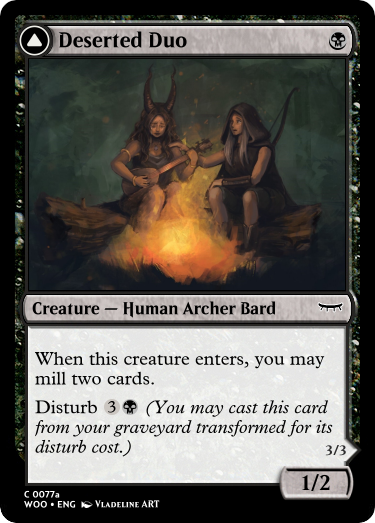 Deserted Duo
Creature — Human Archer Bard
When this creature enters, you may
mill two cards.
Disturb 3 (You may cast this card
from your graveyard transformed for its
disturb cost.)
3/3
1/2
C 0077a
WOO • ENG VLADELINE ART